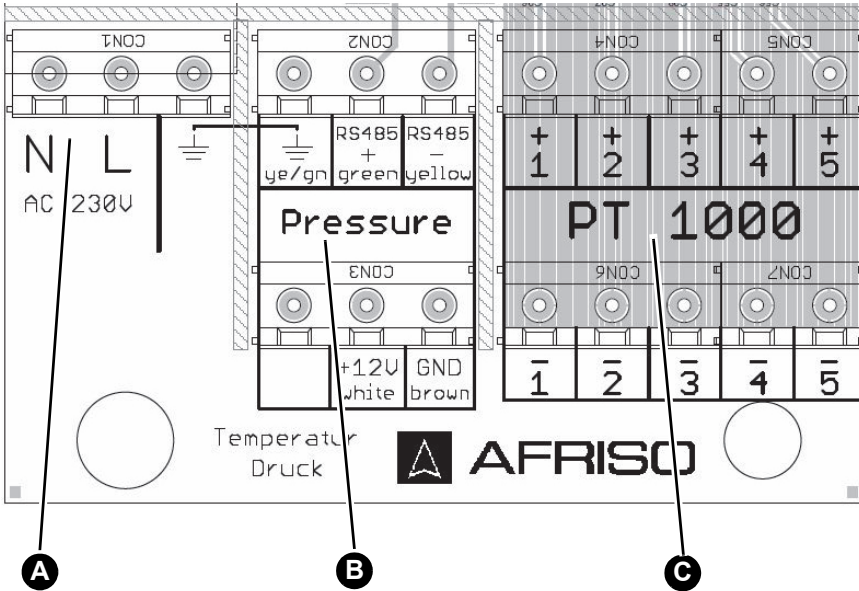 CON1
CON2
CON4
CON5
N L
AC 230V
ye/gn
RS485
+
green
RS485
-
yellow
+ + + + +
1 2 3 4 5
Pressure
PT 1000
CON3
CON6
CON7
+12V
white
GND
brown
- - - - -
1 2 3 4 5
Temperatur
Druck
AFRISO
A
B
C